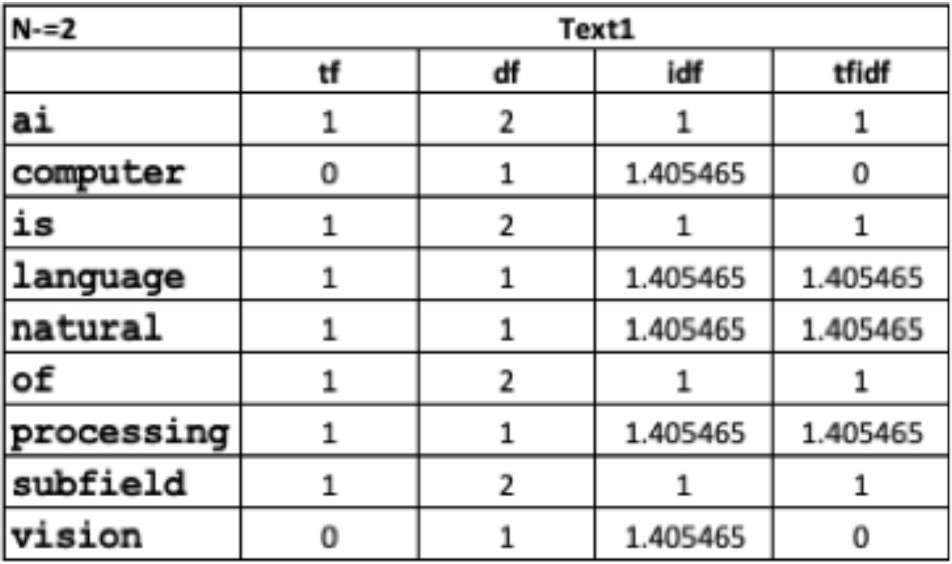 N-=2 Text1
tf df idf tfidf
ai 1 2 1 1
computer 0 1 1.405465 0
is 1 2 1 1
language 1 1 1.405465 1.405465
natural 1 1 1.405465 1.405465
of 1 2 1 1
processing 1 1 1.405465 1.405465
subfield 1 2 1 1
vision 0 1 1.405465 0